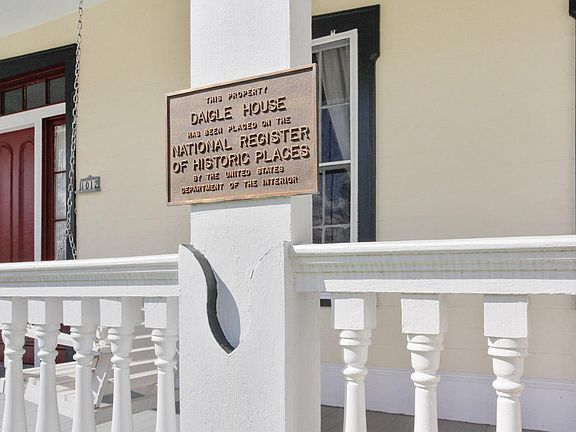 THIS PROPERTY
DAIGLE HOUSE
HAS BEEN PLACED ON THE
NATIONAL REGISTER
OF HISTORIC PLACES
BY THE UNITED STATES
DEPARTMENT OF THE INTERIOR
1012